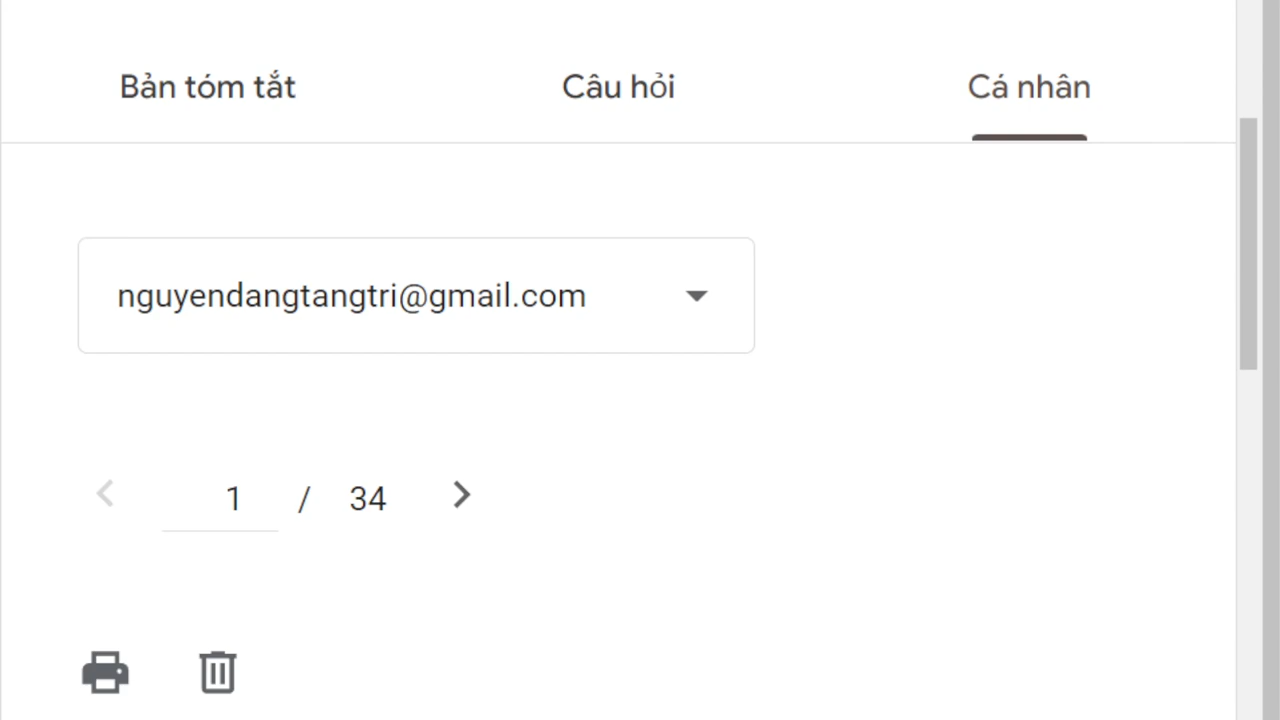 Bản tóm tắt
Câu hỏi
Cá nhân
nguyendangtangtri@gmail.com
1 / 34